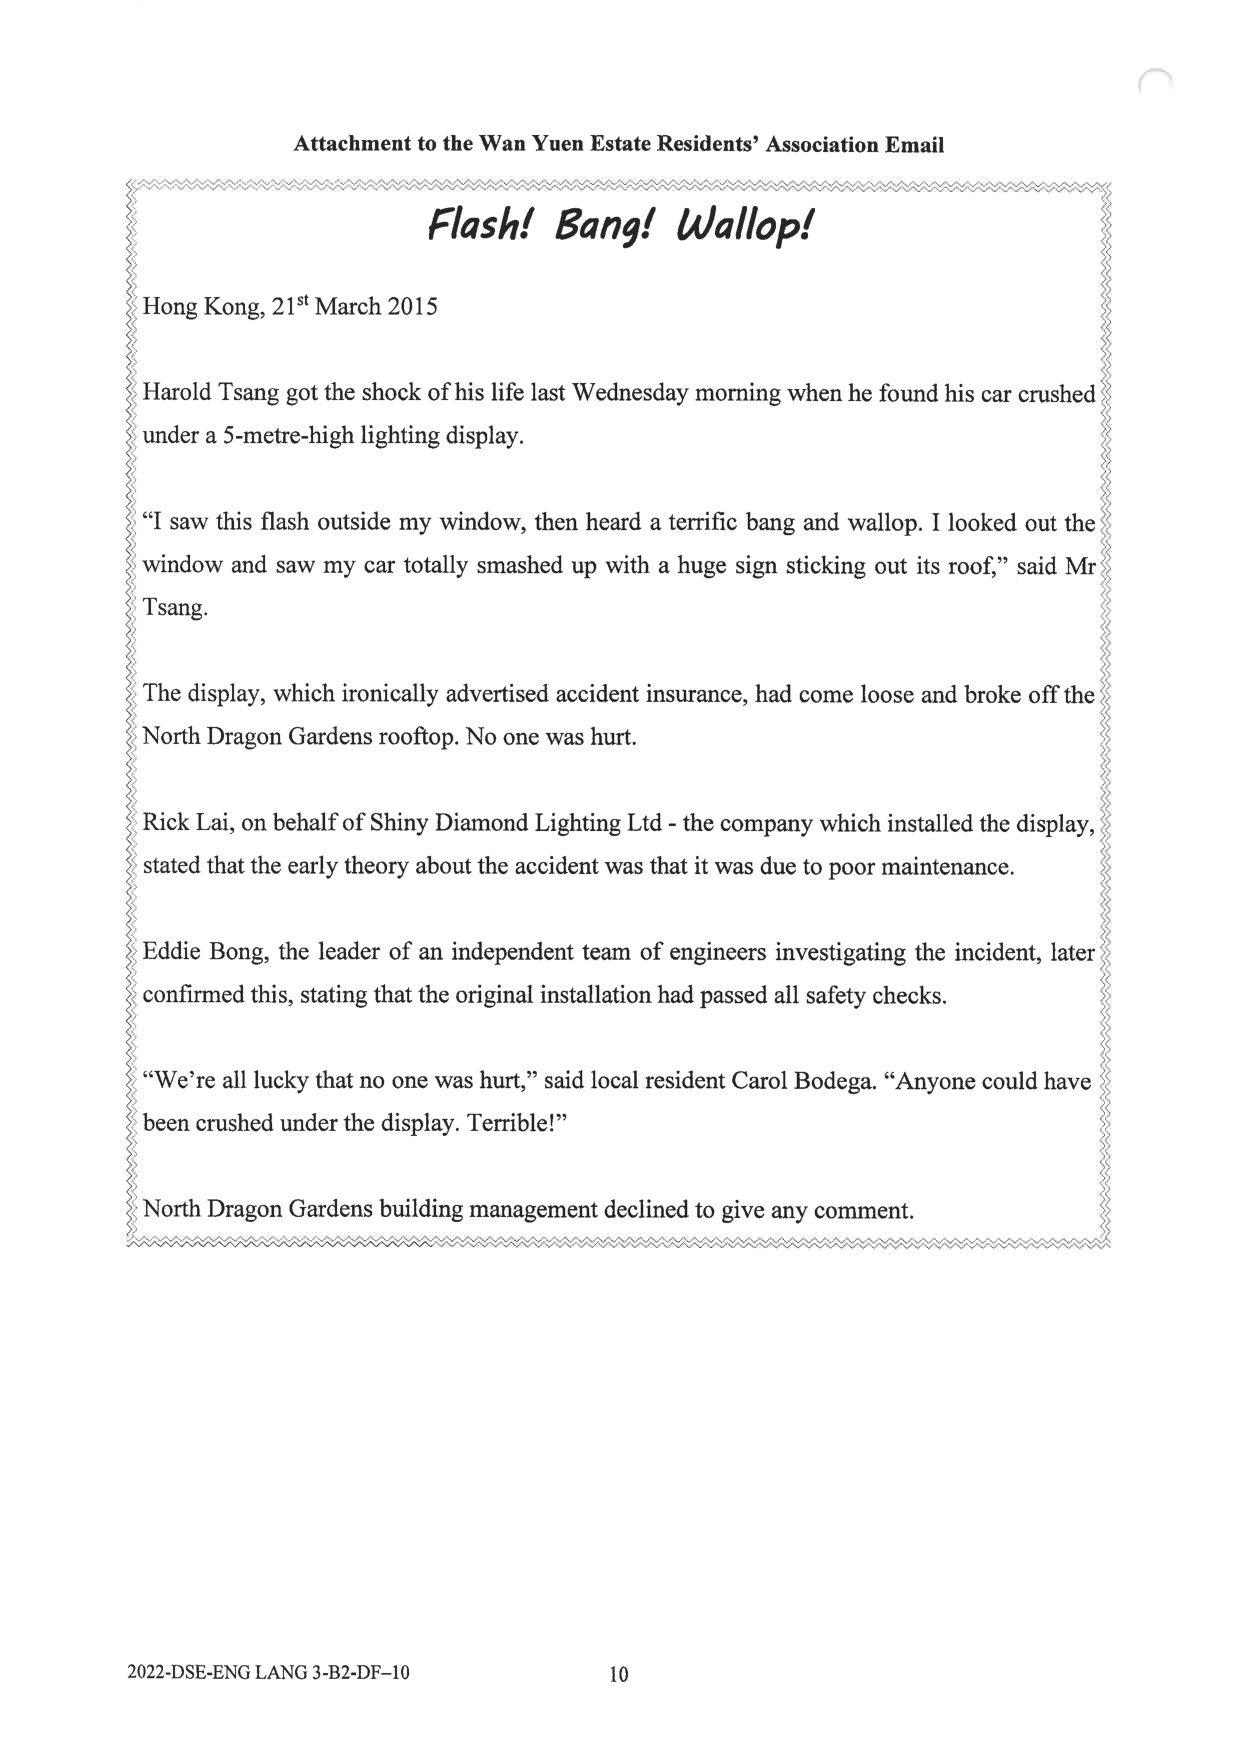 Attachment to the Wan Yuen Estate Residents’ Association Email
Flash! Bang! Wallop!
Hong Kong, 21st March 2015
Harold Tsang got the shock of his life last Wednesday morning when he found his car crushed
under a 5-metre-high lighting display.
“I saw this flash outside my window, then heard a terrific bang and wallop. I looked out the
window and saw my car totally smashed up with a huge sign sticking out its roof,” said Mr
Tsang.
The display, which ironically advertised accident insurance, had come loose and broke off the
North Dragon Gardens rooftop. No one was hurt.
Rick Lai, on behalf of Shiny Diamond Lighting Ltd - the company which installed the display,
stated that the early theory about the accident was that it was due to poor maintenance.
Eddie Bong, the leader of an independent team of engineers investigating the incident, later
confirmed this, stating that the original installation had passed all safety checks.
“We’re all lucky that no one was hurt,” said local resident Carol Bodega. “Anyone could have
been crushed under the display. Terrible!”
North Dragon Gardens building management declined to give any comment.
2022-DSE-ENG LANG 3-B2-DF–10
10